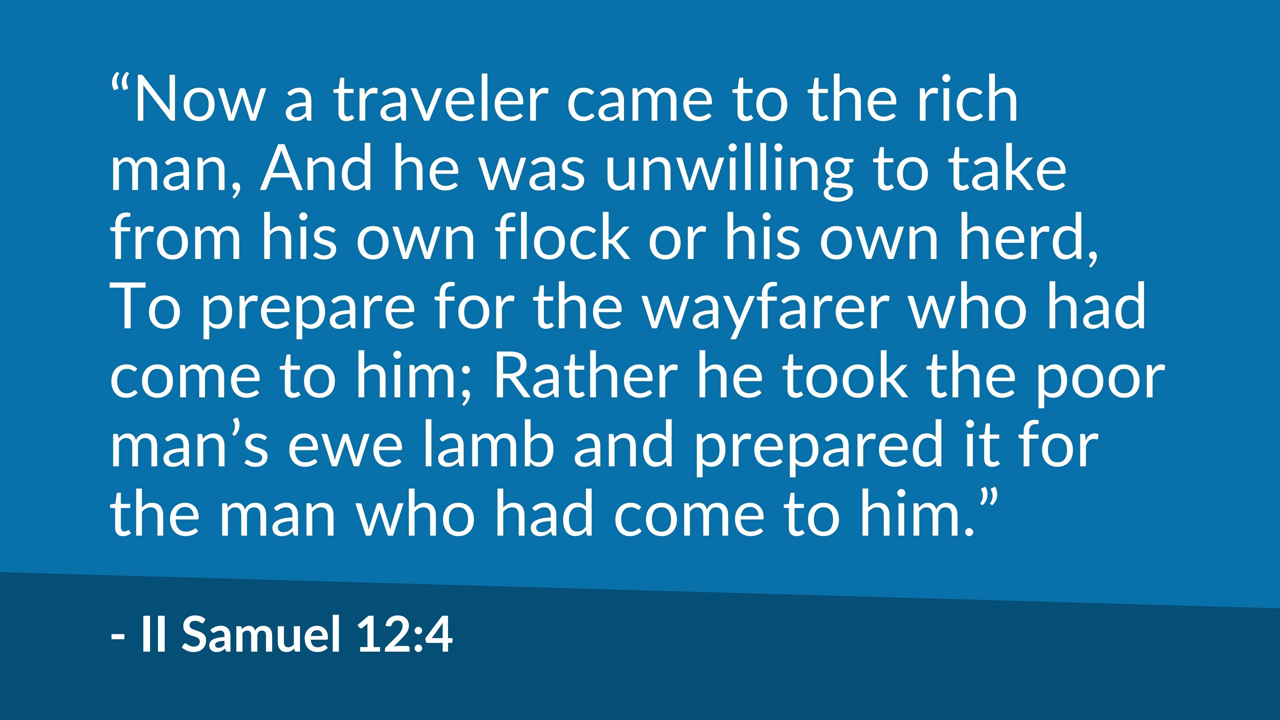 “Now a traveler came to the rich
man, And he was unwilling to take
from his own flock or his own herd,
To prepare for the wayfarer who had
come to him; Rather he took the poor
man’s ewe lamb and prepared it for
the man who had come to him.”
- II Samuel 12:4